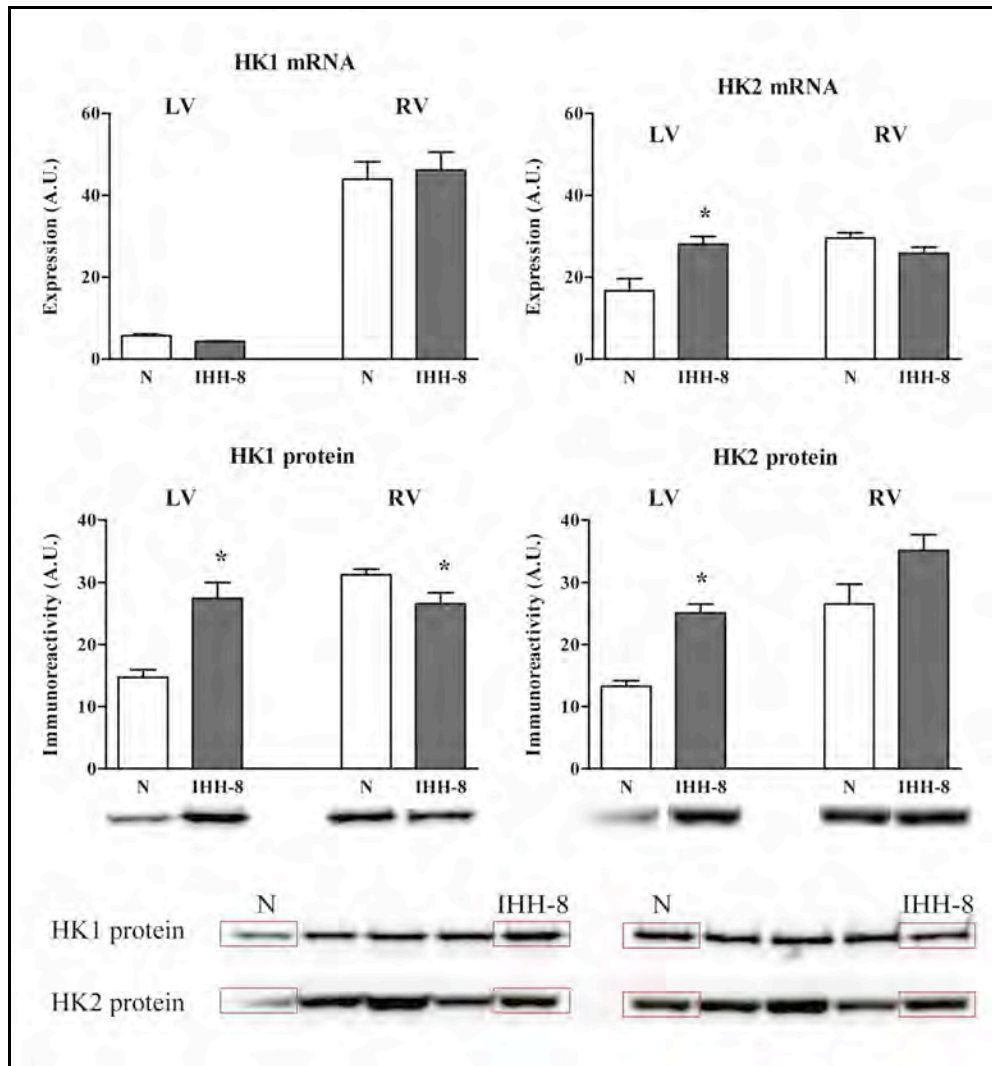 HK1 mRNA
LV RV
Expression (A.U.)
60
40
20
0
N IHH-8 N IHH-8
HK2 mRNA
LV RV
Expression (A.U.)
60
40
20
0
*
N IHH-8 N IHH-8
HK1 protein
LV RV
Immunoreactivity (A.U.)
40
30
20
10
0
* *
N IHH-8 N IHH-8
HK2 protein
LV RV
Immunoreactivity (A.U.)
40
30
20
10
0
*
N IHH-8 N IHH-8
N IHH-8 N IHH-8
HK1 protein
HK2 protein